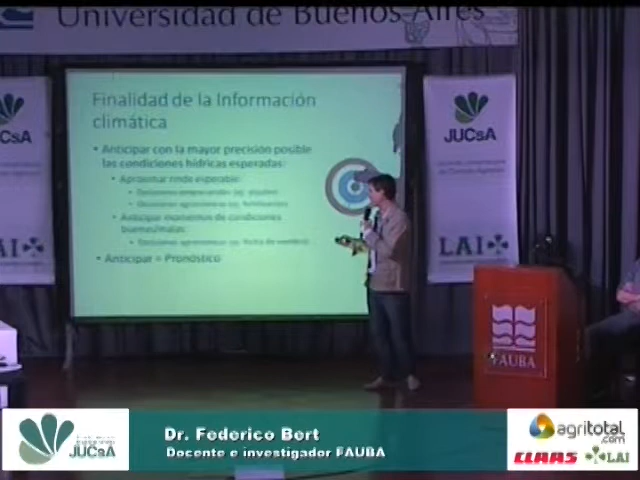 Universidad de Buenos Aires
JUCsA
LAI
Finalidad de la Información
climática
• Anticipar con la mayor precisión posible
las condiciones hídricas esperadas:
• Aproximar rinde esperable:
• Anticipar momentos de condiciones
buenas/malas:
• Anticipar = Pronóstico
JUCSA
LAI
FAUBA
JUCSA
Dr. Federico Bert
Docente e investigador FAUBA
agritotal
.com
CLAAS
LAI